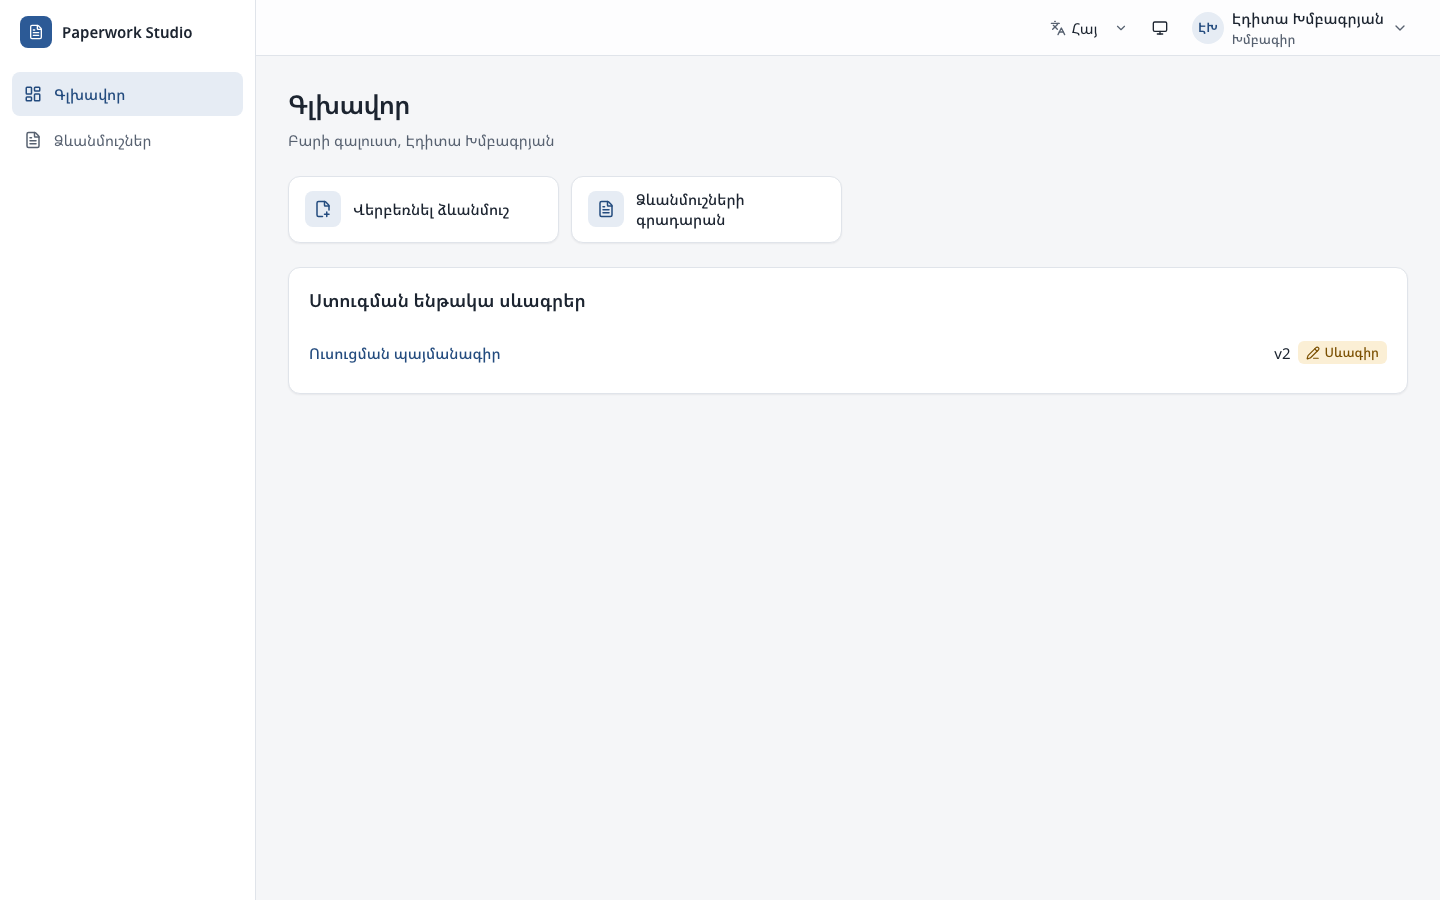 Paperwork Studio
Գլխավոր
Ձևանմուշներ
Հայ
ԷԽ
Էդիտա Խմբագրյան
Խմբագիր
Գլխավոր
Բարի գալուստ, Էդիտա Խմբագրյան
Վերբեռնել ձևանմուշ
Ձևանմուշների
գրադարան
Ստուգման ենթակա սևագրեր
Ուսուցման պայմանագիր
v2
Սևագիր